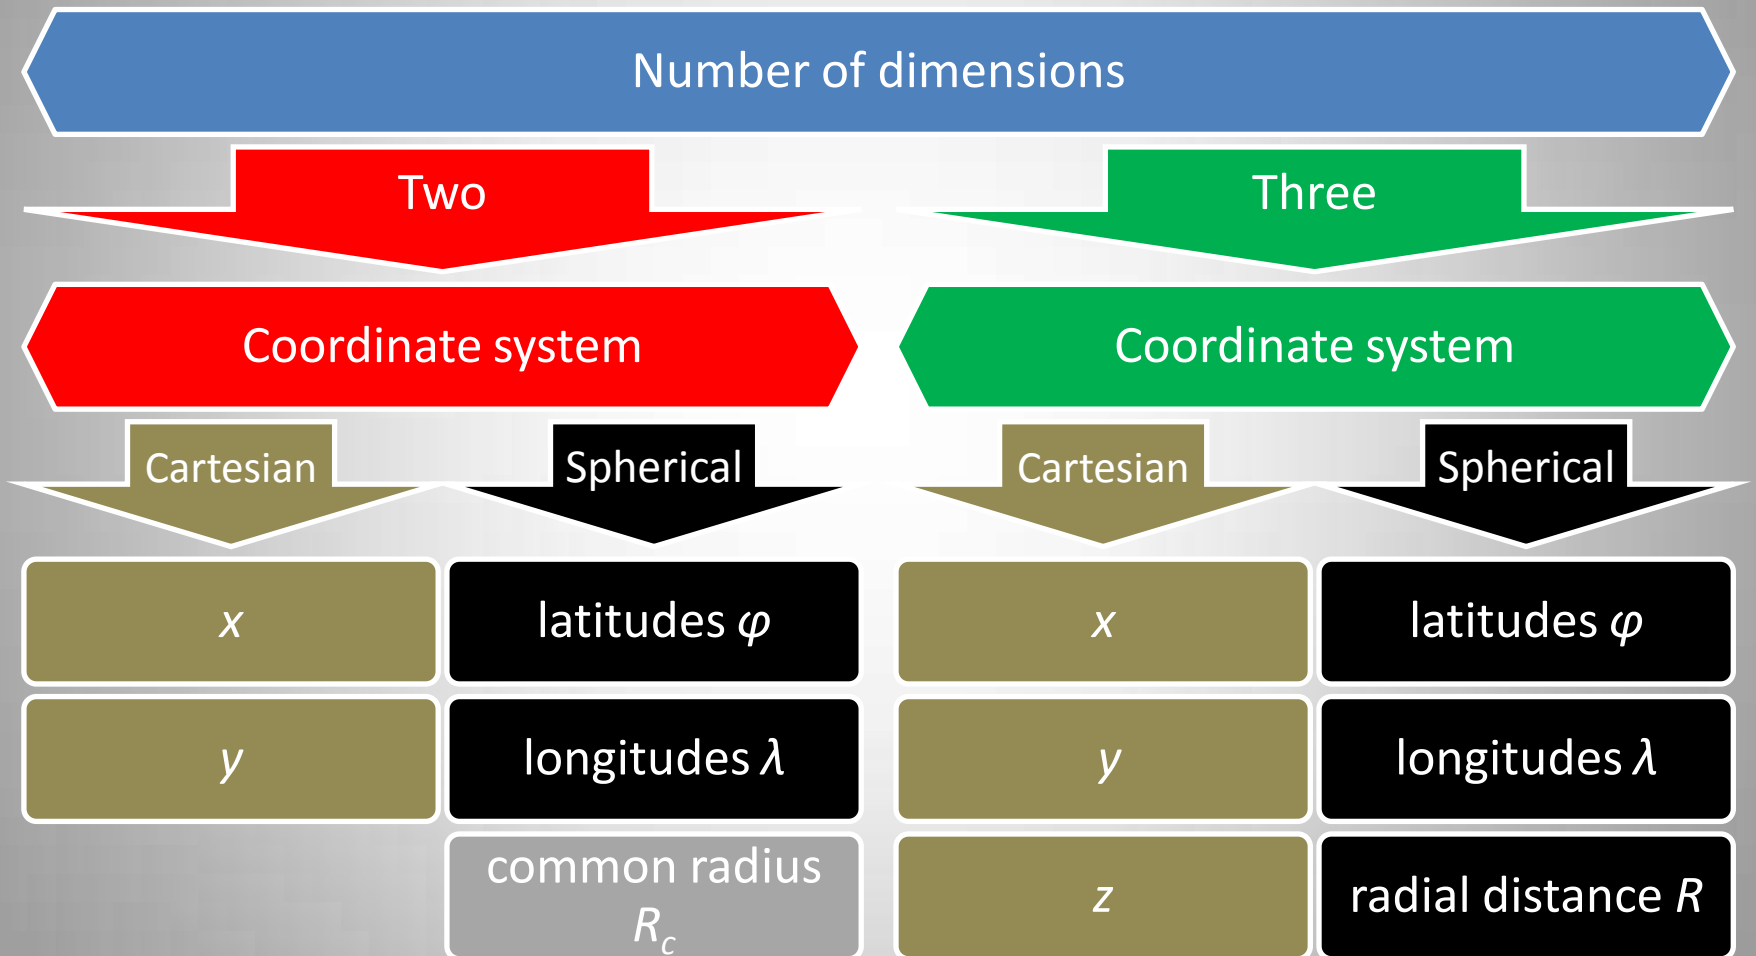 Number of dimensions
Two
Three
Coordinate system
Coordinate system
Cartesian
Spherical
Cartesian
Spherical
x
latitudes φ
x
latitudes φ
y
longitudes λ
y
longitudes λ
common radius
R_c
z
radial distance R